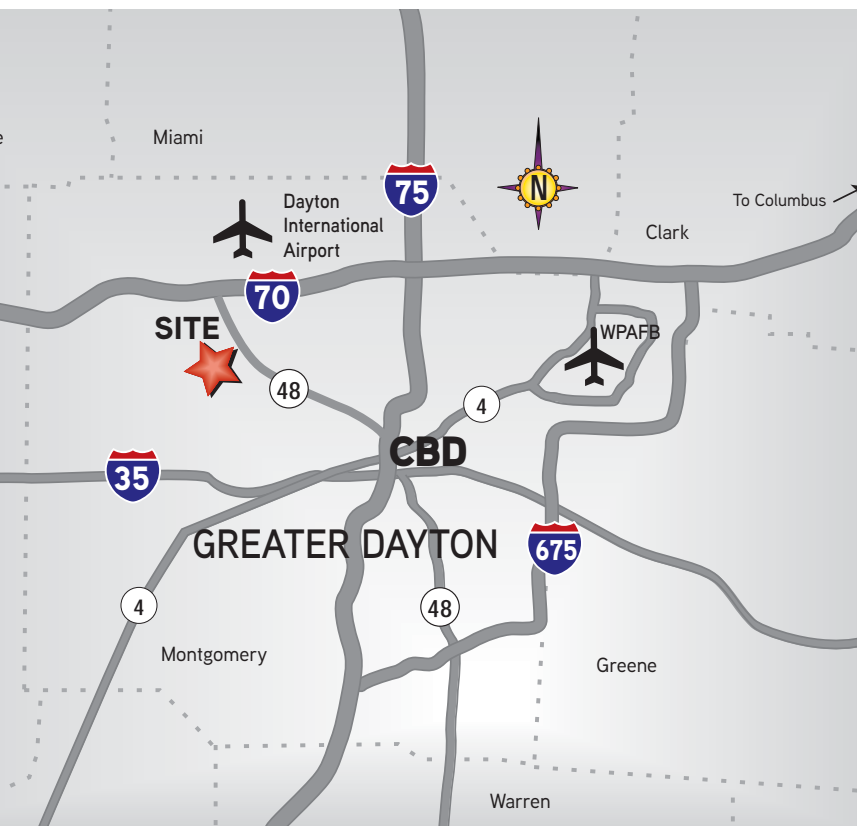 e
Miami
75
N
Dayton
International
Airport
To Columbus
Clark
70
SITE
WPAFB
48
4
CBD
35
GREATER DAYTON
675
4
48
Montgomery
Greene
Warren